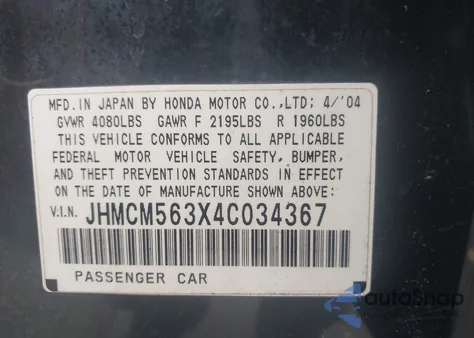 MFD. IN JAPAN BY HONDA MOTOR CO.,LTD; 4/'04
GVWR 4080LBS GAWR F 2195LBS R 1960LBS
THIS VEHICLE CONFORMS TO ALL APPLICABLE
FEDERAL MOTOR VEHICLE SAFETY, BUMPER,
AND THEFT PREVENTION STANDARDS IN EFFECT
ON THE DATE OF MANUFACTURE SHOWN ABOVE:
V.I.N. JHMCM563X4C034367
PASSENGER CAR
autoSnap